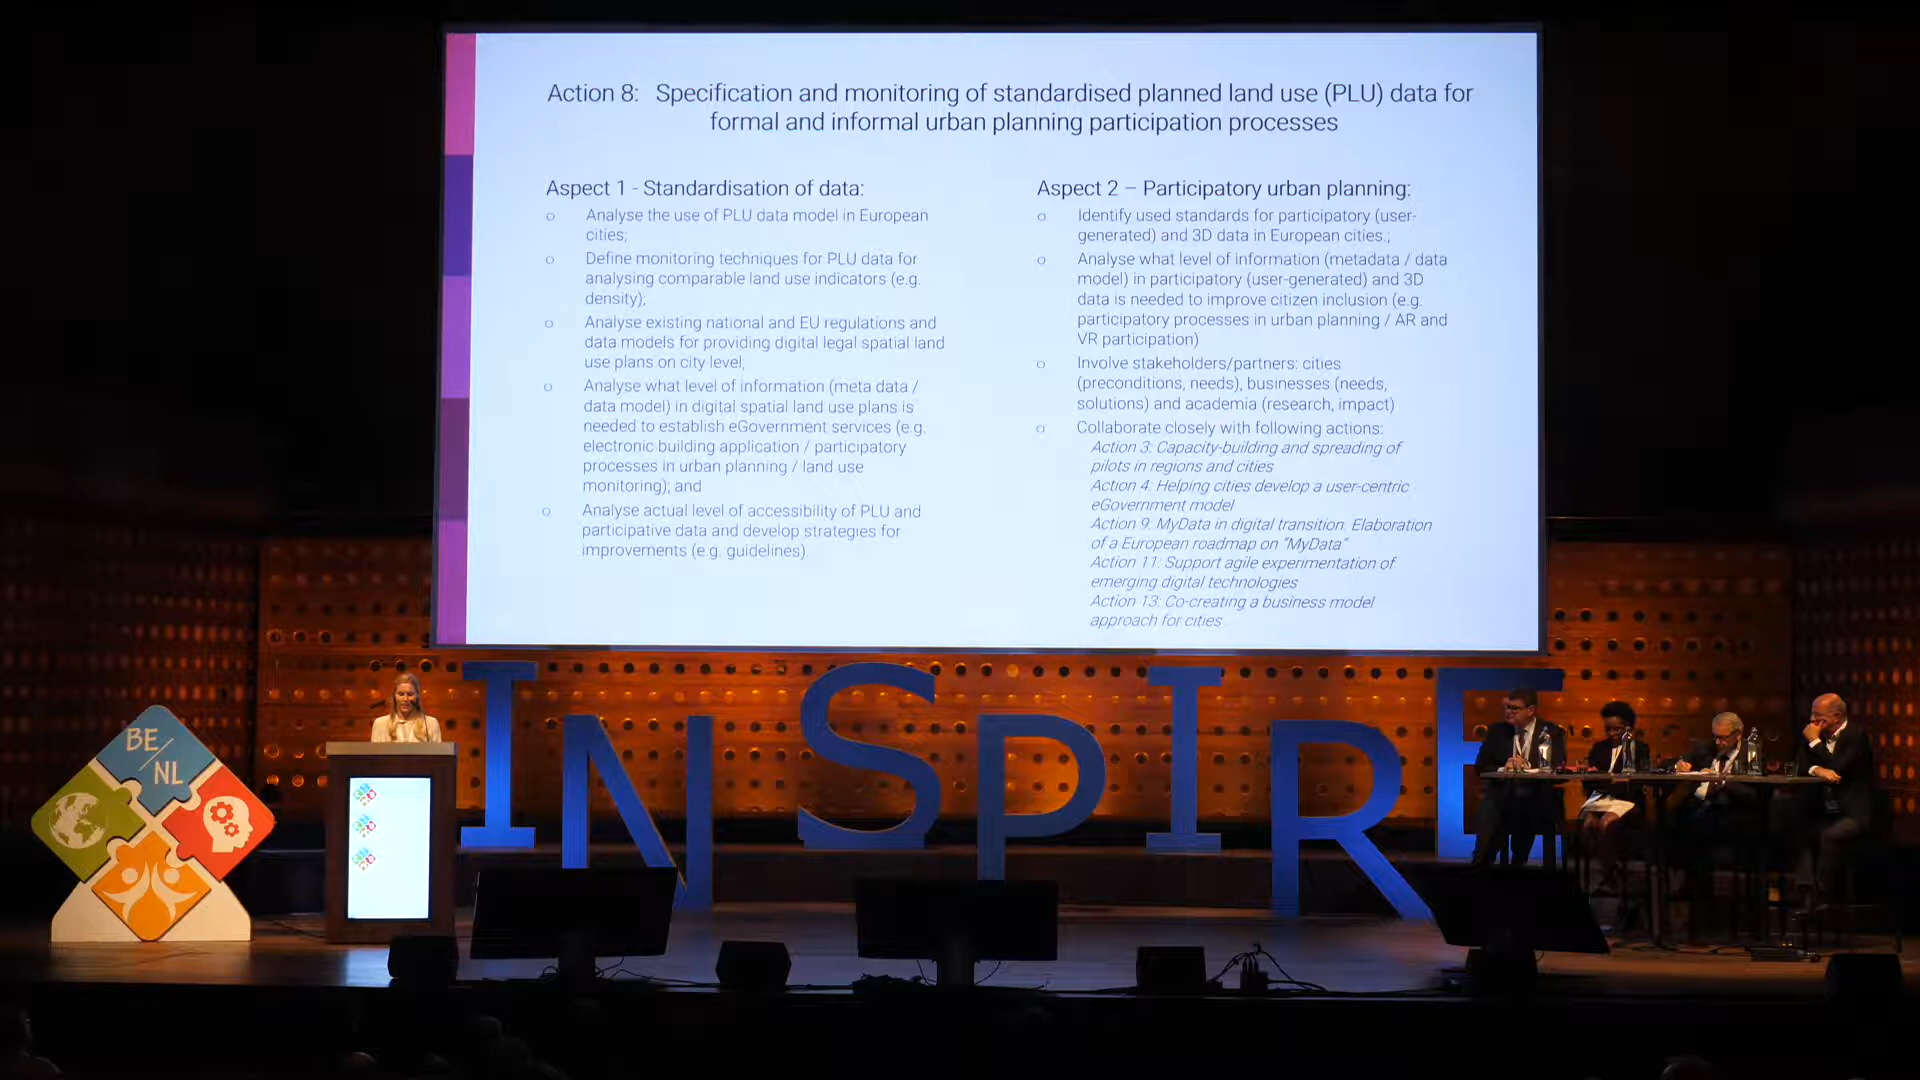 Action 8: Specification and monitoring of standardised planned land use (PLU) data for
formal and informal urban planning participation processes
Aspect 1 - Standardisation of data:
o Analyse the use of PLU data model in European
cities;
o Define monitoring techniques for PLU data for
analysing comparable land use indicators (e.g.
density);
o Analyse existing national and EU regulations and
data models for providing digital legal spatial land
use plans on city level;
o Analyse what level of information (meta data /
data model) in digital spatial land use plans is
needed to establish eGovernment services (e.g.
electronic building application / participatory
processes in urban planning / land use
monitoring); and
o Analyse actual level of accessibility of PLU and
participative data and develop strategies for
improvements (e.g. guidelines).
Aspect 2 – Participatory urban planning:
o Identify used standards for participatory (user-
generated) and 3D data in European cities.;
o Analyse what level of information (metadata / data
model) in participatory (user-generated) and 3D
data is needed to improve citizen inclusion (e.g.
participatory processes in urban planning / AR and
VR participation)
o Involve stakeholders/partners: cities
(preconditions, needs), businesses (needs,
solutions) and academia (research, impact)
o Collaborate closely with following actions:
Action 3: Capacity-building and spreading of
pilots in regions and cities
Action 4: Helping cities develop a user-centric
eGovernment model
Action 9: MyData in digital transition. Elaboration
of a European roadmap on "MyData"
Action 11: Support agile experimentation of
emerging digital technologies
Action 13: Co-creating a business model
approach for cities
INSPIRE
BE/
NL